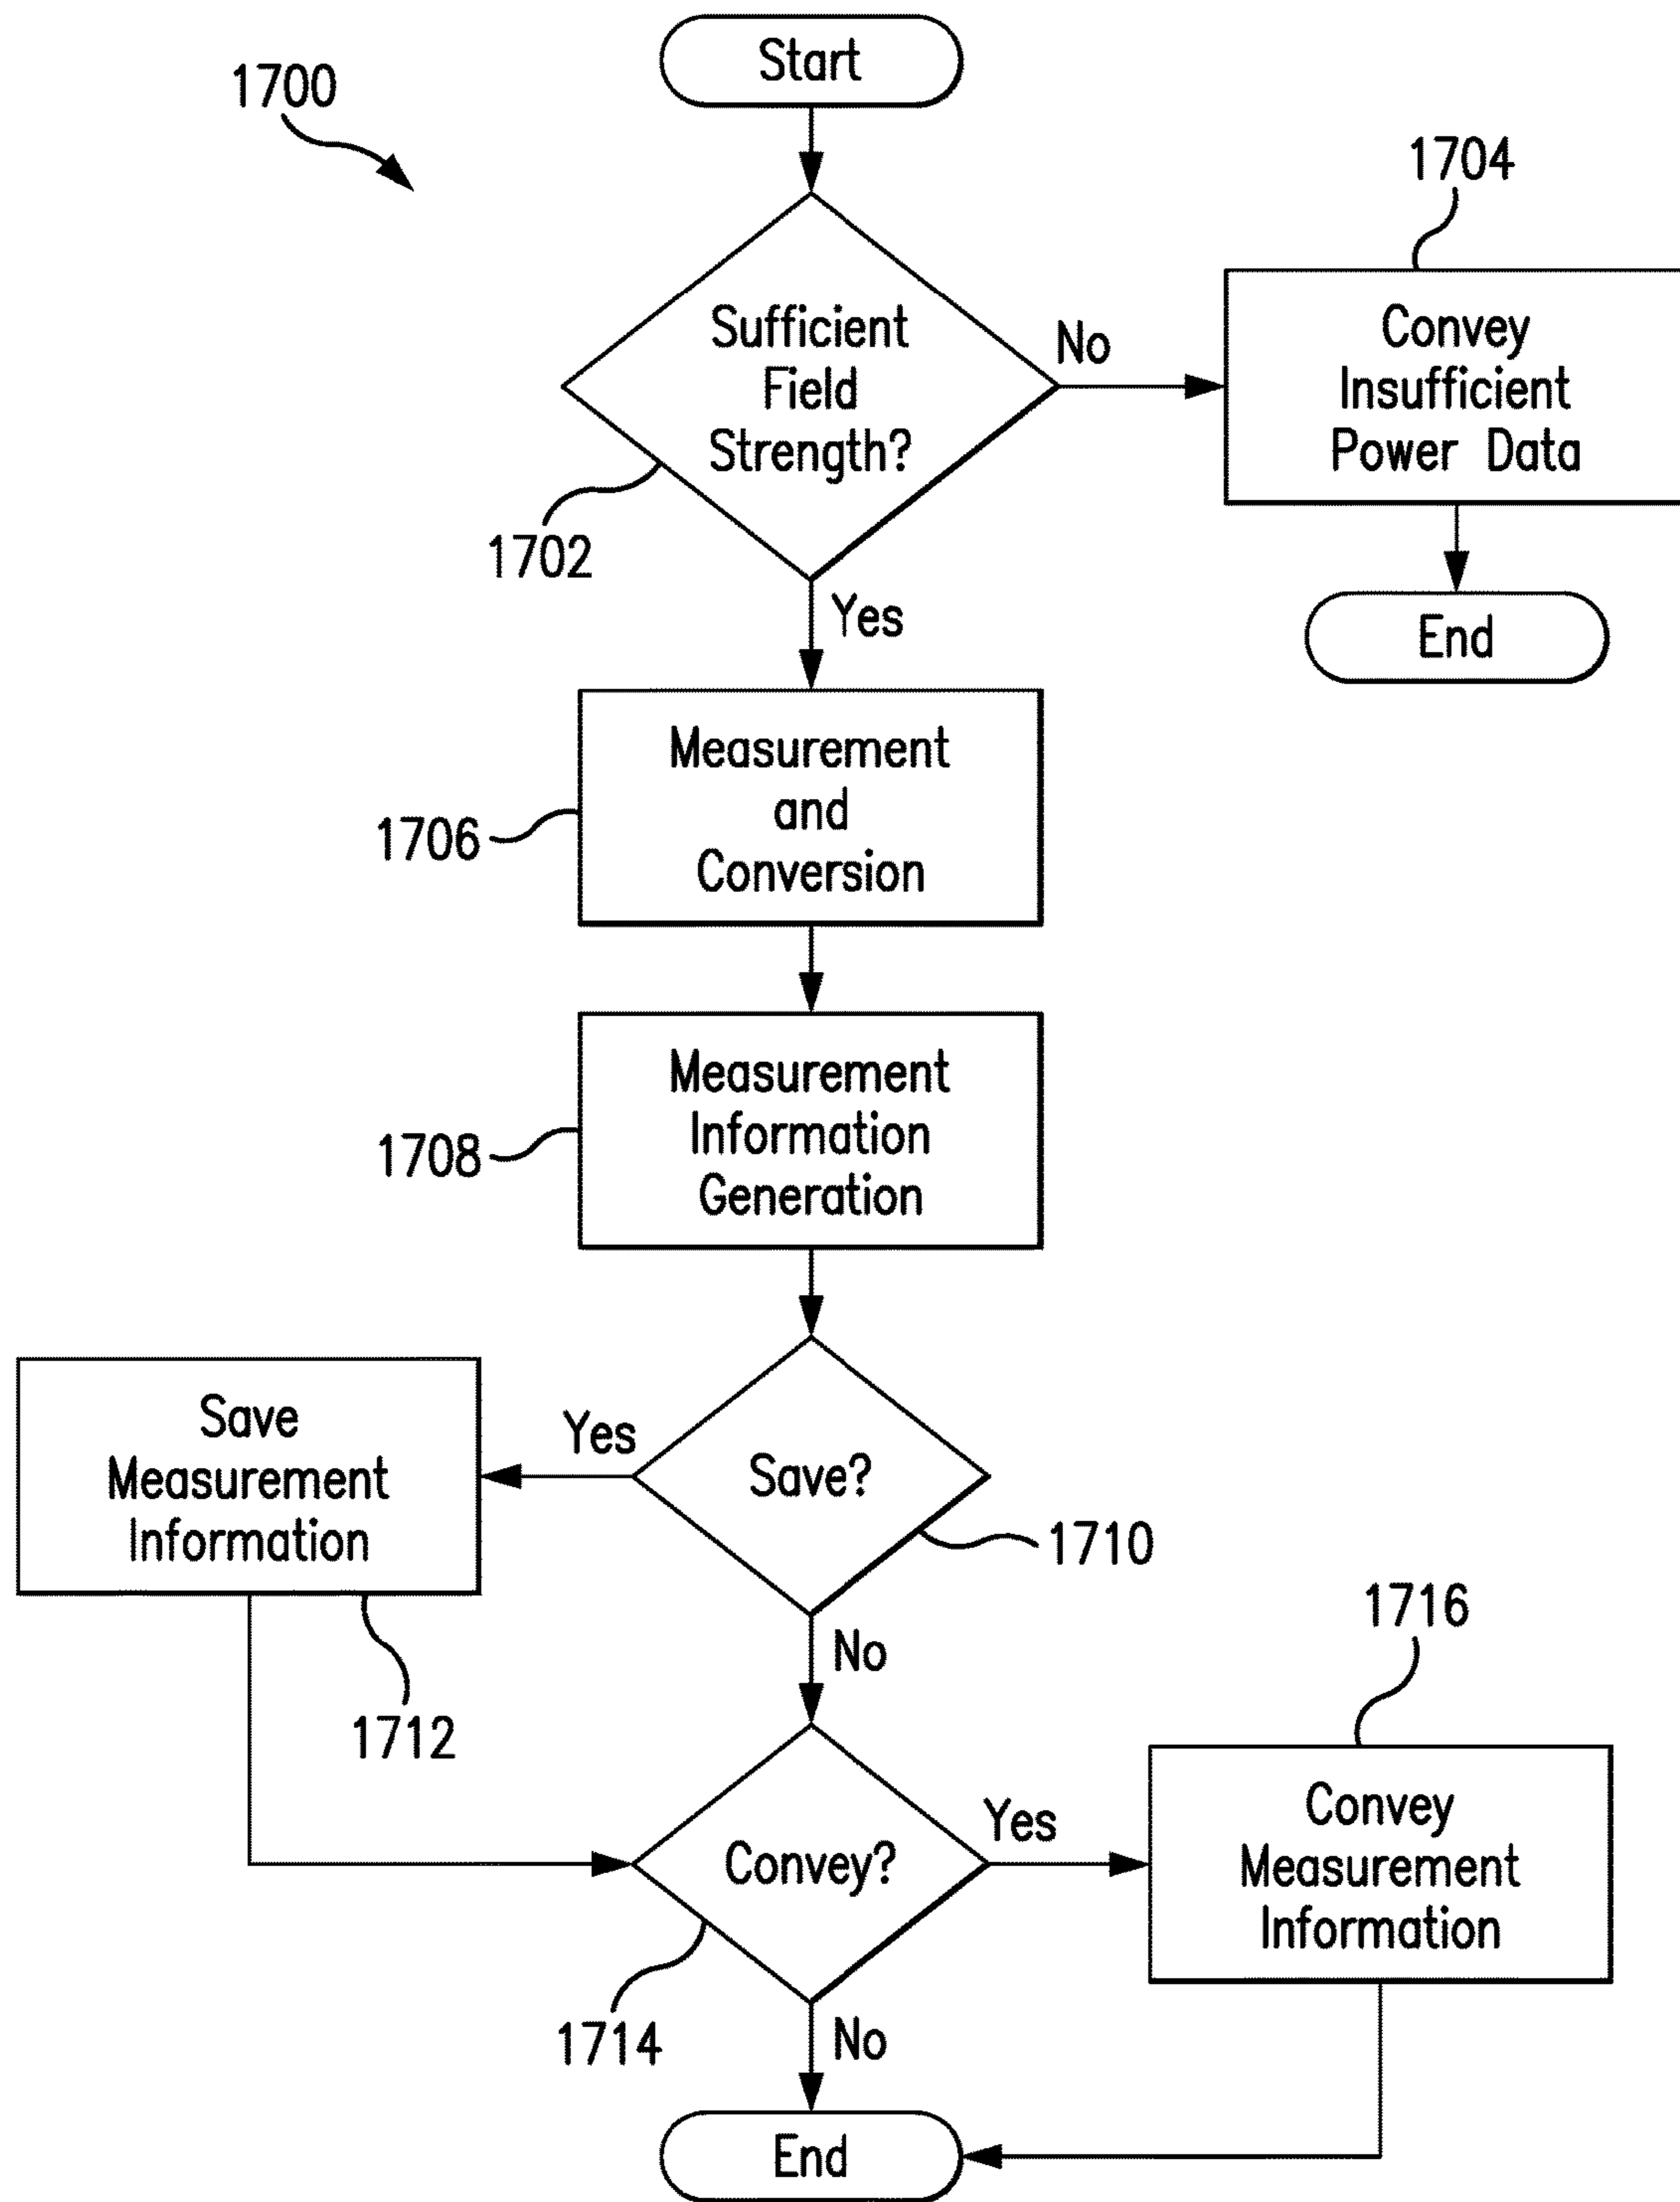 Start
1700
1704
Sufficient
Field
Strength?
No
Convey
Insufficient
Power Data
1702
Yes
End
Measurement
and
Conversion
1706
Measurement
Information
Generation
1708
Save
Measurement
Information
Yes
Save?
1710
No
1712
1716
Convey?
Yes
Convey
Measurement
Information
1714
No
End